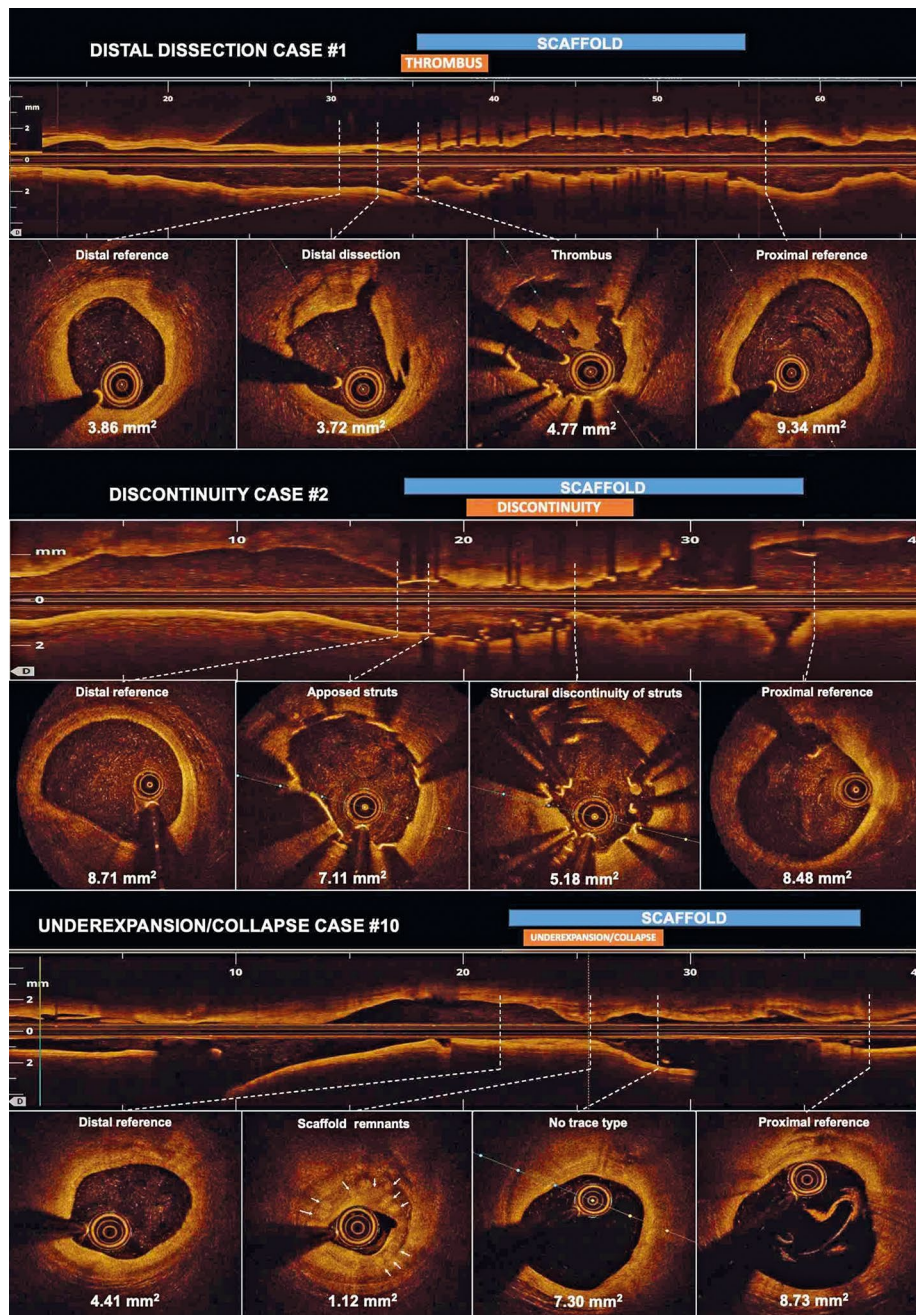 SCAFFOLD
DISTAL DISSECTION CASE #1
THROMBUS
20 30 40 50 60
mm
2
0
2
D
Distal reference
Distal dissection
Thrombus
Proximal reference
3.86 mm²
3.72 mm²
4.77 mm²
9.34 mm²
SCAFFOLD
DISCONTINUITY CASE #2
DISCONTINUITY
10 20 30 4
mm
0
2
D
Distal reference
Apposed struts
Structural discontinuity of struts
Proximal reference
8.71 mm²
7.11 mm²
5.18 mm²
8.48 mm²
SCAFFOLD
UNDEREXPANSION/COLLAPSE CASE #10
UNDEREXPANSION/COLLAPSE
10 20 30 4
mm
2
0
2
D
Distal reference
Scaffold remnants
No trace type
Proximal reference
4.41 mm²
1.12 mm²
7.30 mm²
8.73 mm²